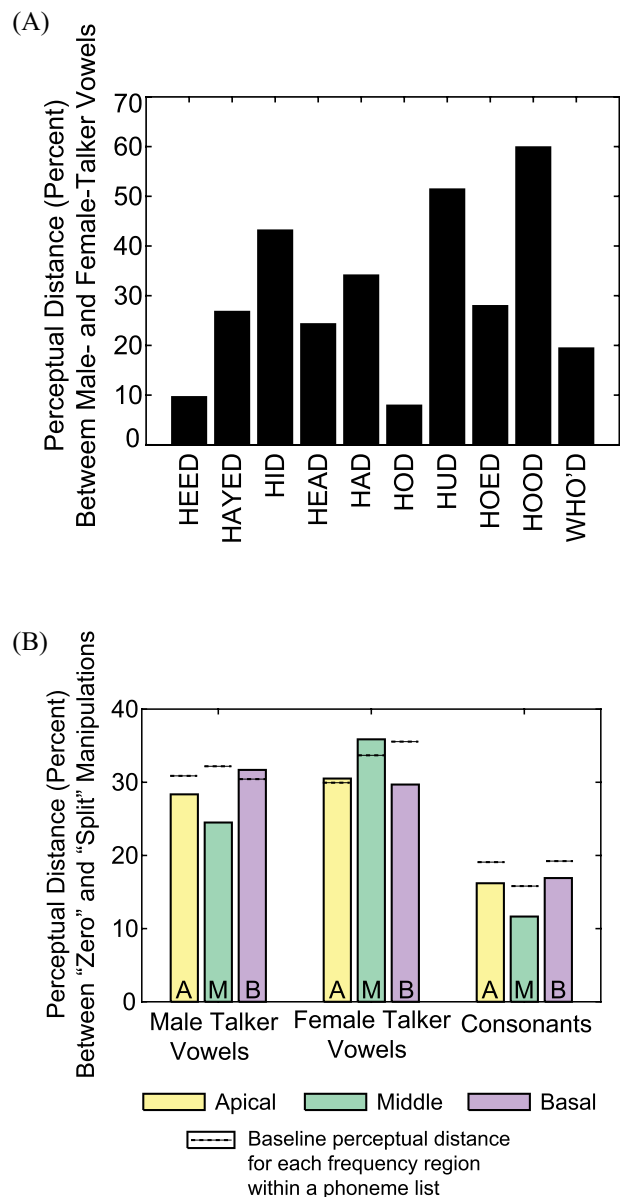 (A)
Perceptual Distance (Percent)
Betweem Male- and Female-Talker Vowels
70
60
50
40
30
20
10
0
HEED
HAYED
HID
HEAD
HAD
HOD
HUD
HOED
HOOD
WHO'D
(B)
Perceptual Distance (Percent)
Between “Zero” and “Split” Manipulations
40
30
20
10
0
A M B A M B A M B
Male Talker
Vowels
Female Talker
Vowels
Consonants
Apical Middle Basal
Baseline perceptual distance
for each frequency region
within a phoneme list